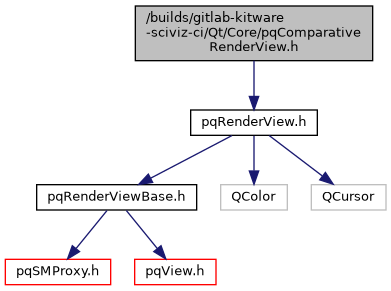 /builds/gitlab-kitware
-sciviz-ci/Qt/Core/pqComparative
RenderView.h
pqRenderView.h
pqRenderViewBase.h
QColor
QCursor
pqSMProxy.h
pqView.h